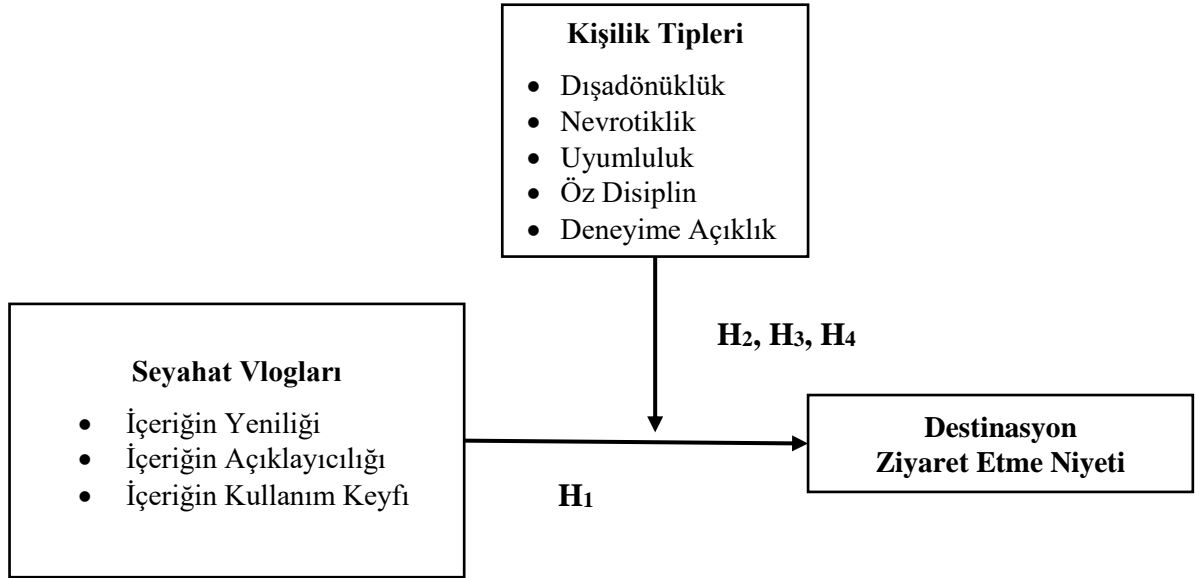 Kişilik Tipleri
• Dışadönüklük
• Nevrotiklik
• Uyumluluk
• Öz Disiplin
• Deneyime Açıklık
H2, H3, H4
Seyahat Vlogları
• İçeriğin Yeniliği
• İçeriğin Açıklayıcılığı
• İçeriğin Kullanım Keyfı
H1
Destinasyon
Ziyaret Etme Niyeti